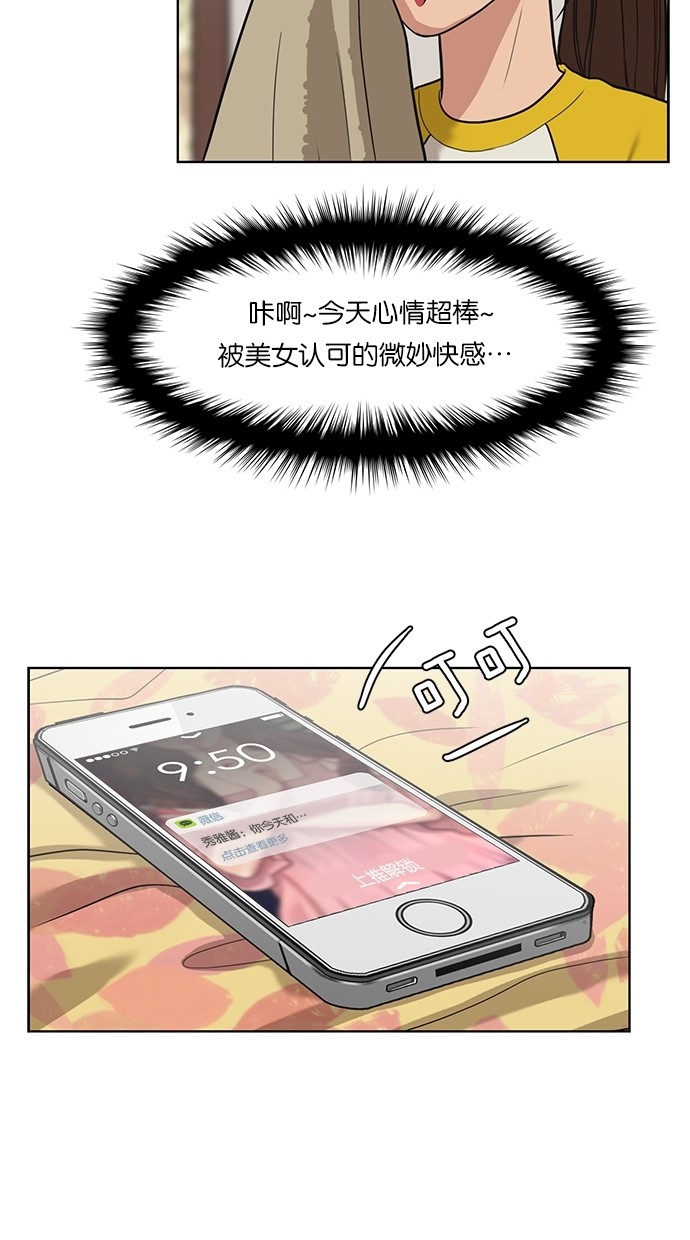 咔啊~今天心情超棒~
被美女认可的微妙快感…
叮叮
9:50
薇信
秀雅酱：你今天和…
点击查看更多
上推解锁